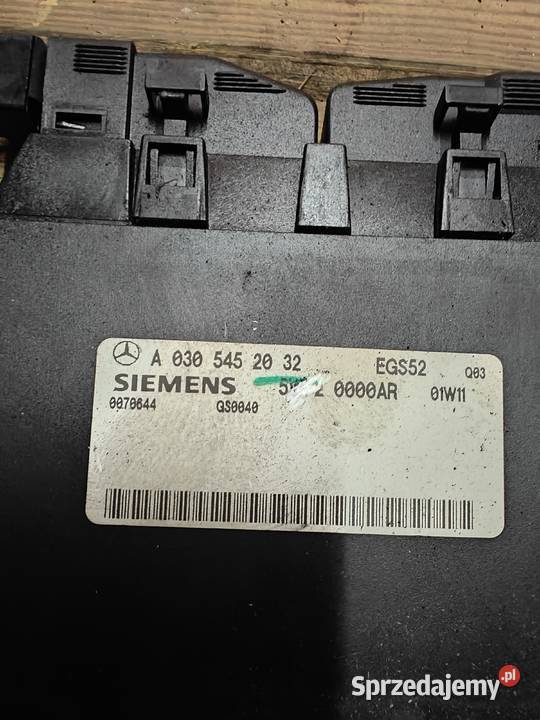 A 030 545 20 32 EGS52 Q03
SIEMENS 0000AR 01W11
0070644 QS0040
Sprzedajemy.pl